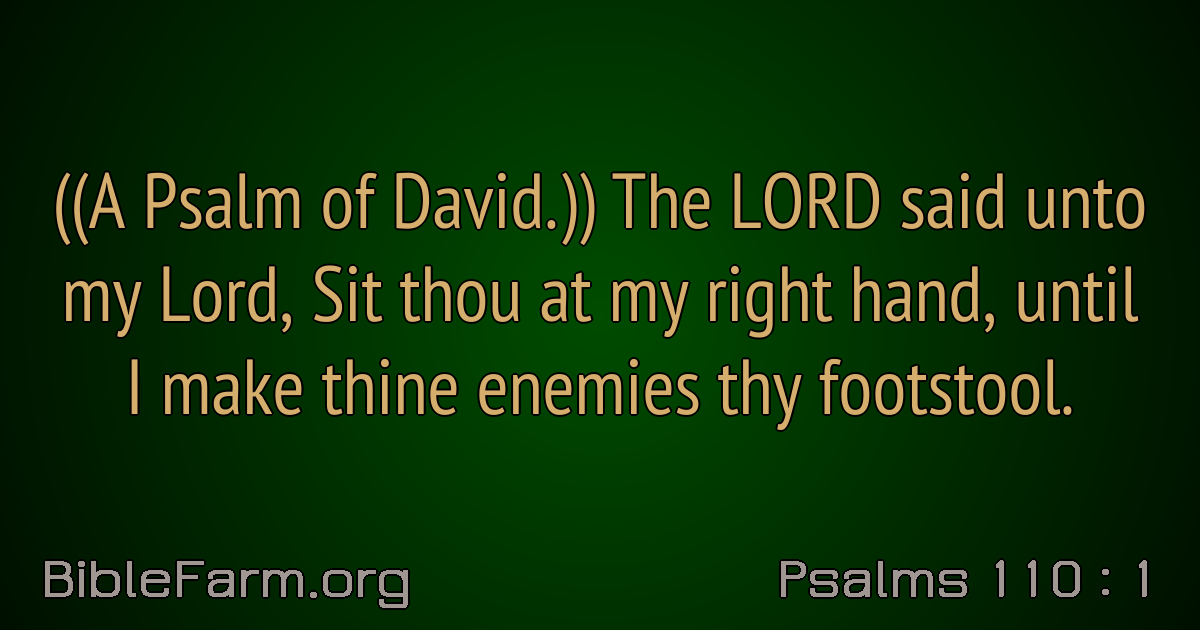 ((A Psalm of David.)) The LORD said unto
my Lord, Sit thou at my right hand, until
I make thine enemies thy footstool.
BibleFarm.org
Psalms 110 : 1